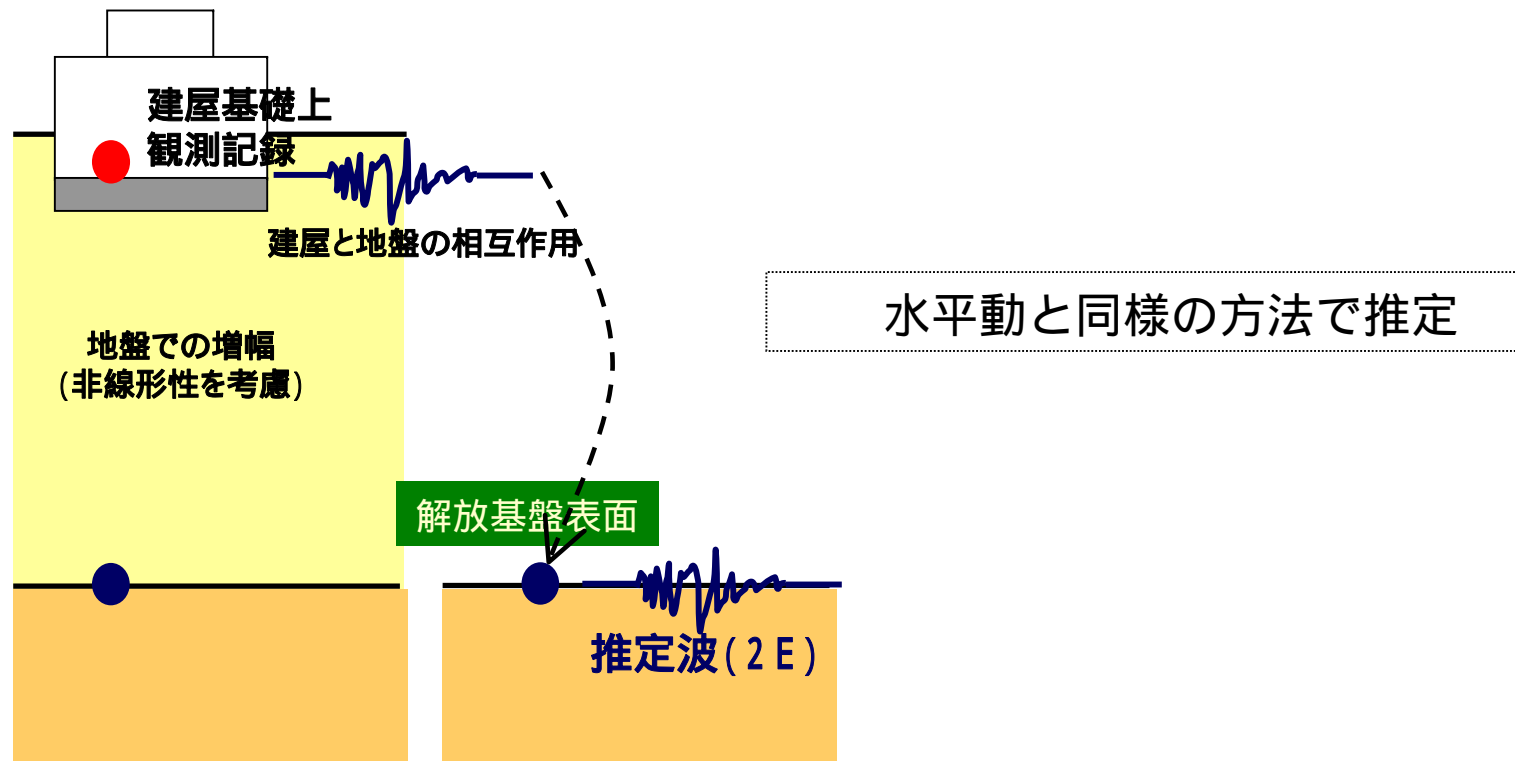 建屋基礎上
観測記録
建屋と地盤の相互作用
地盤での増幅
(非線形性を考慮)
水平動と同様の方法で推定
解放基盤表面
推定波(2E)